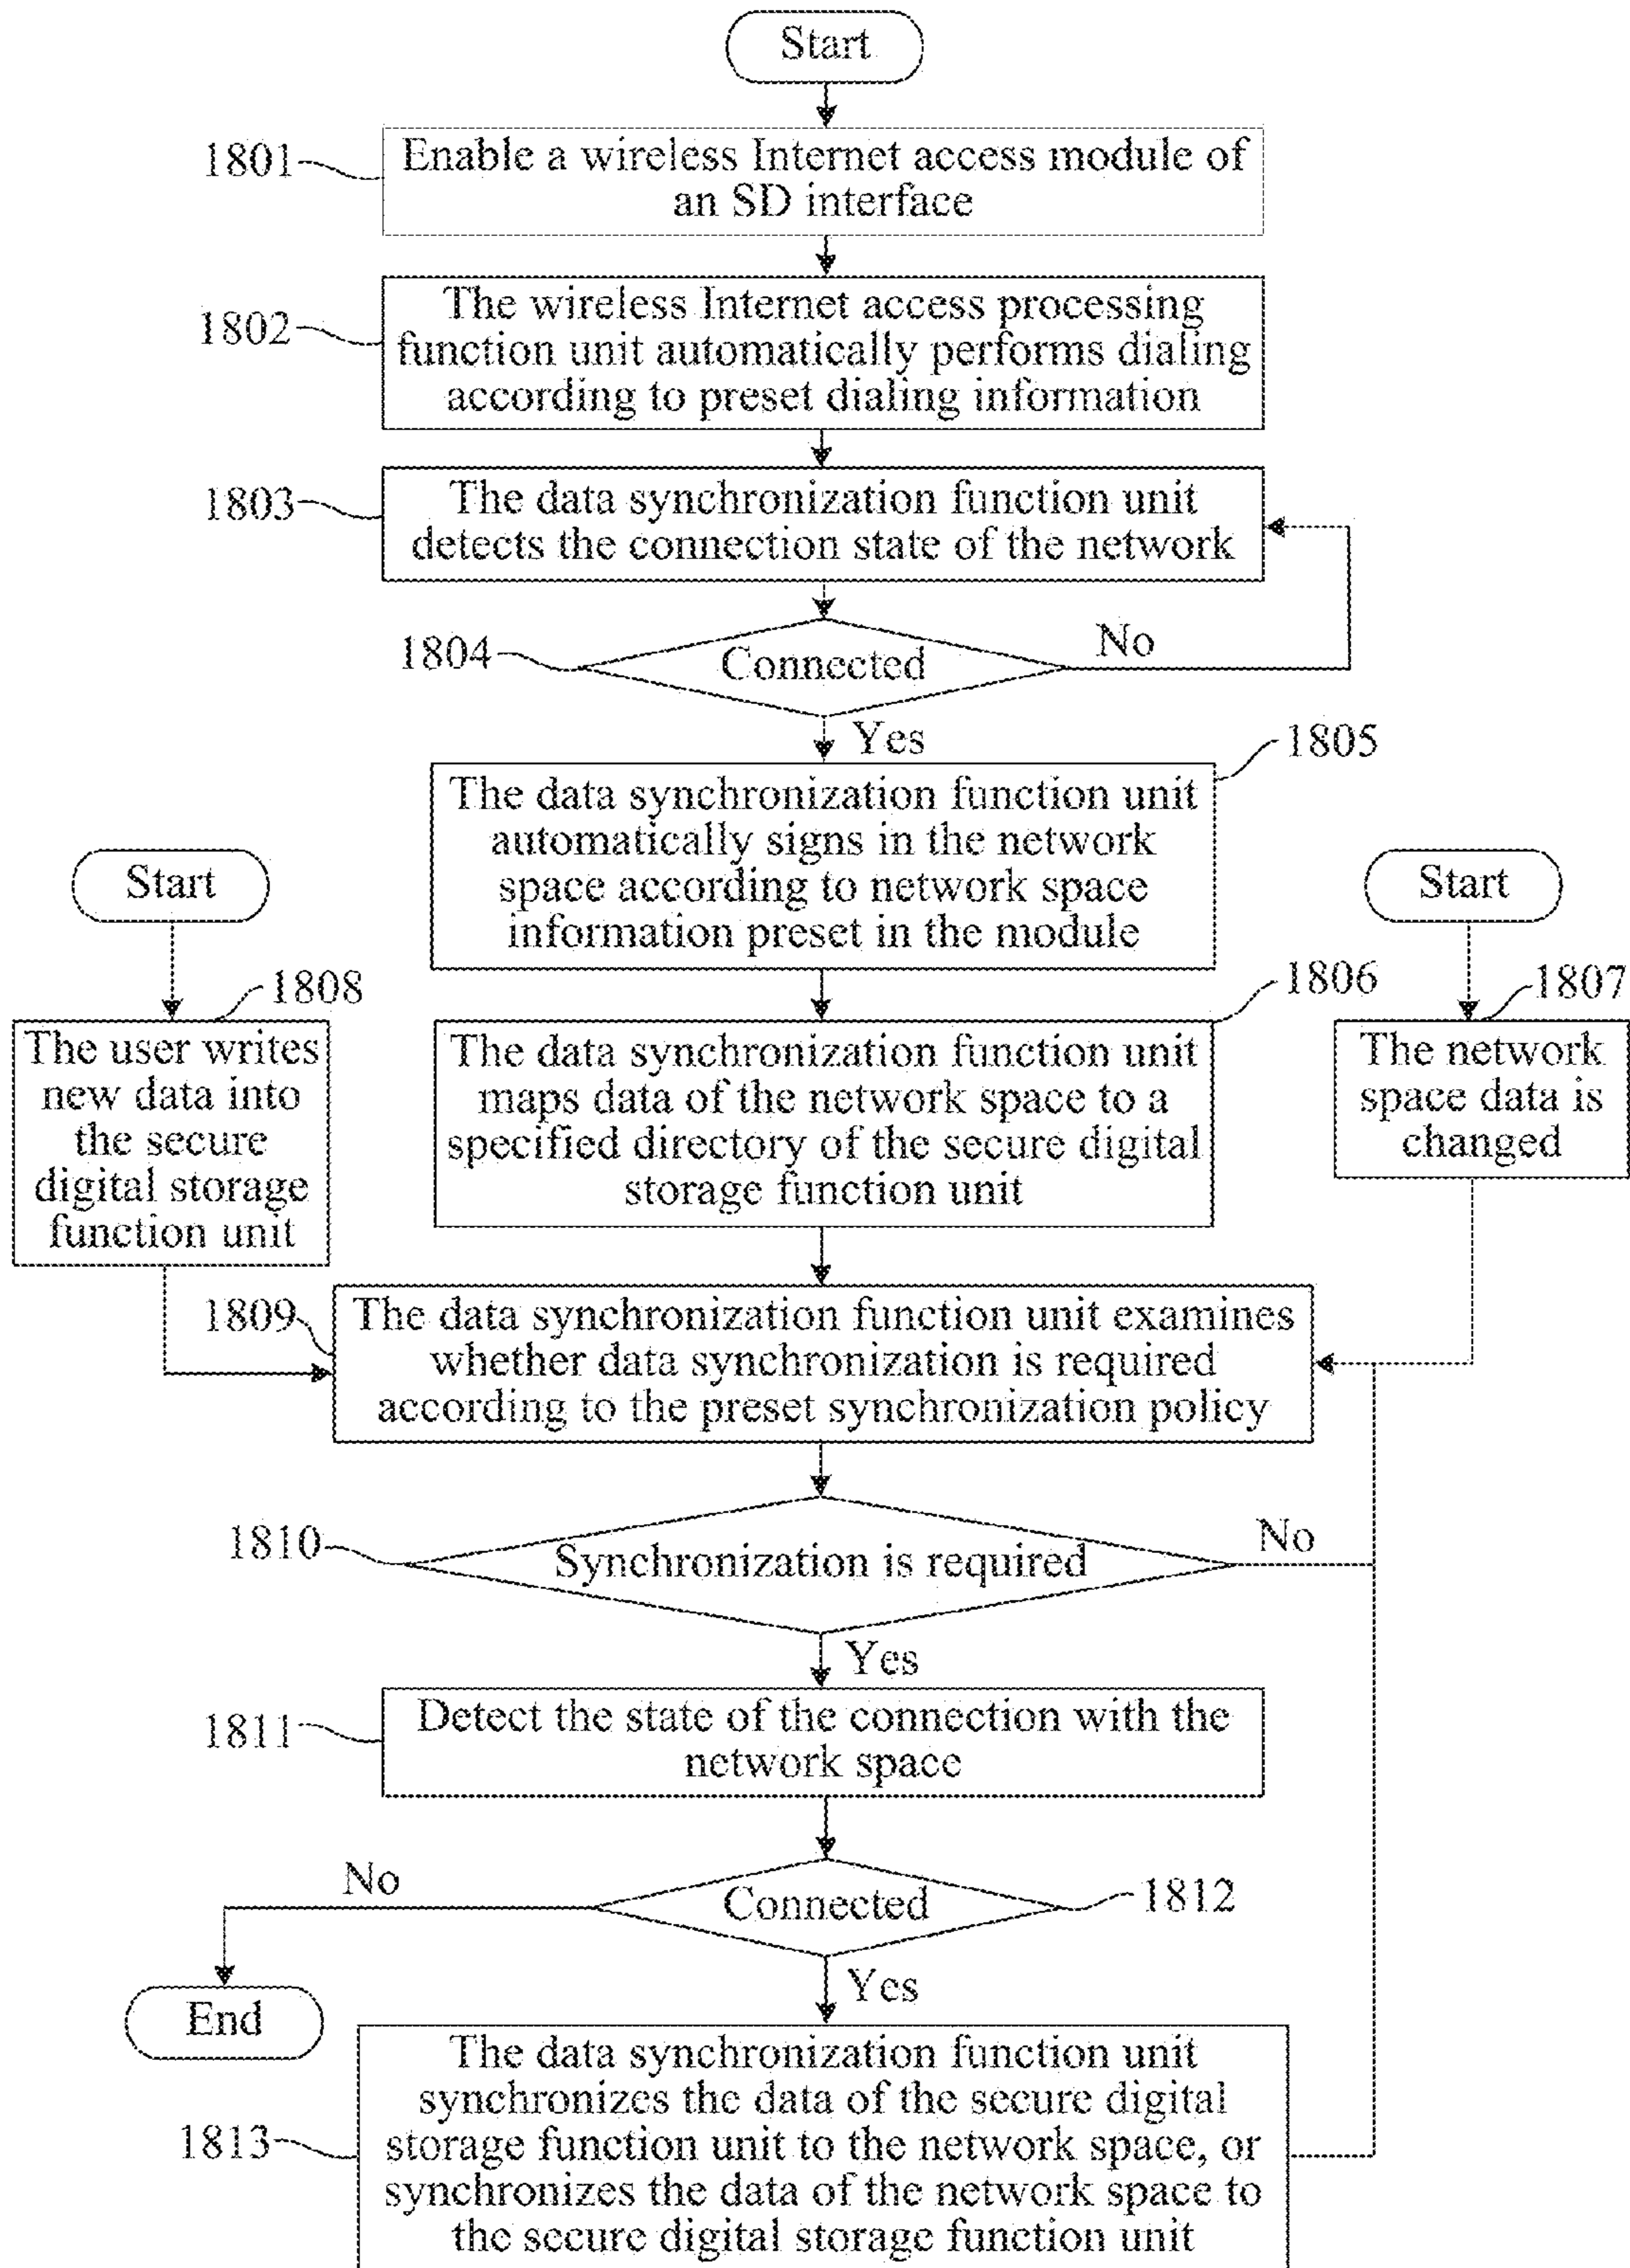 Start
1801
Enable a wireless Internet access module of
an SD interface
1802
The wireless Internet access processing
function unit automatically performs dialing
according to preset dialing information
1803
The data synchronization function unit
detects the connection state of the network
1804
Connected
No
Yes
1805
The data synchronization function unit
automatically signs in the network
space according to network space
information preset in the module
Start
Start
1808
The user writes
new data into
the secure
digital storage
function unit
1806
The data synchronization function unit
maps data of the network space to a
specified directory of the secure digital
storage function unit
1807
The network
space data is
changed
1809
The data synchronization function unit examines
whether data synchronization is required
according to the preset synchronization policy
1810
Synchronization is required
No
Yes
1811
Detect the state of the connection with the
network space
No
Connected
1812
Yes
End
1813
The data synchronization function unit
synchronizes the data of the secure digital
storage function unit to the network space, or
synchronizes the data of the network space to
the secure digital storage function unit